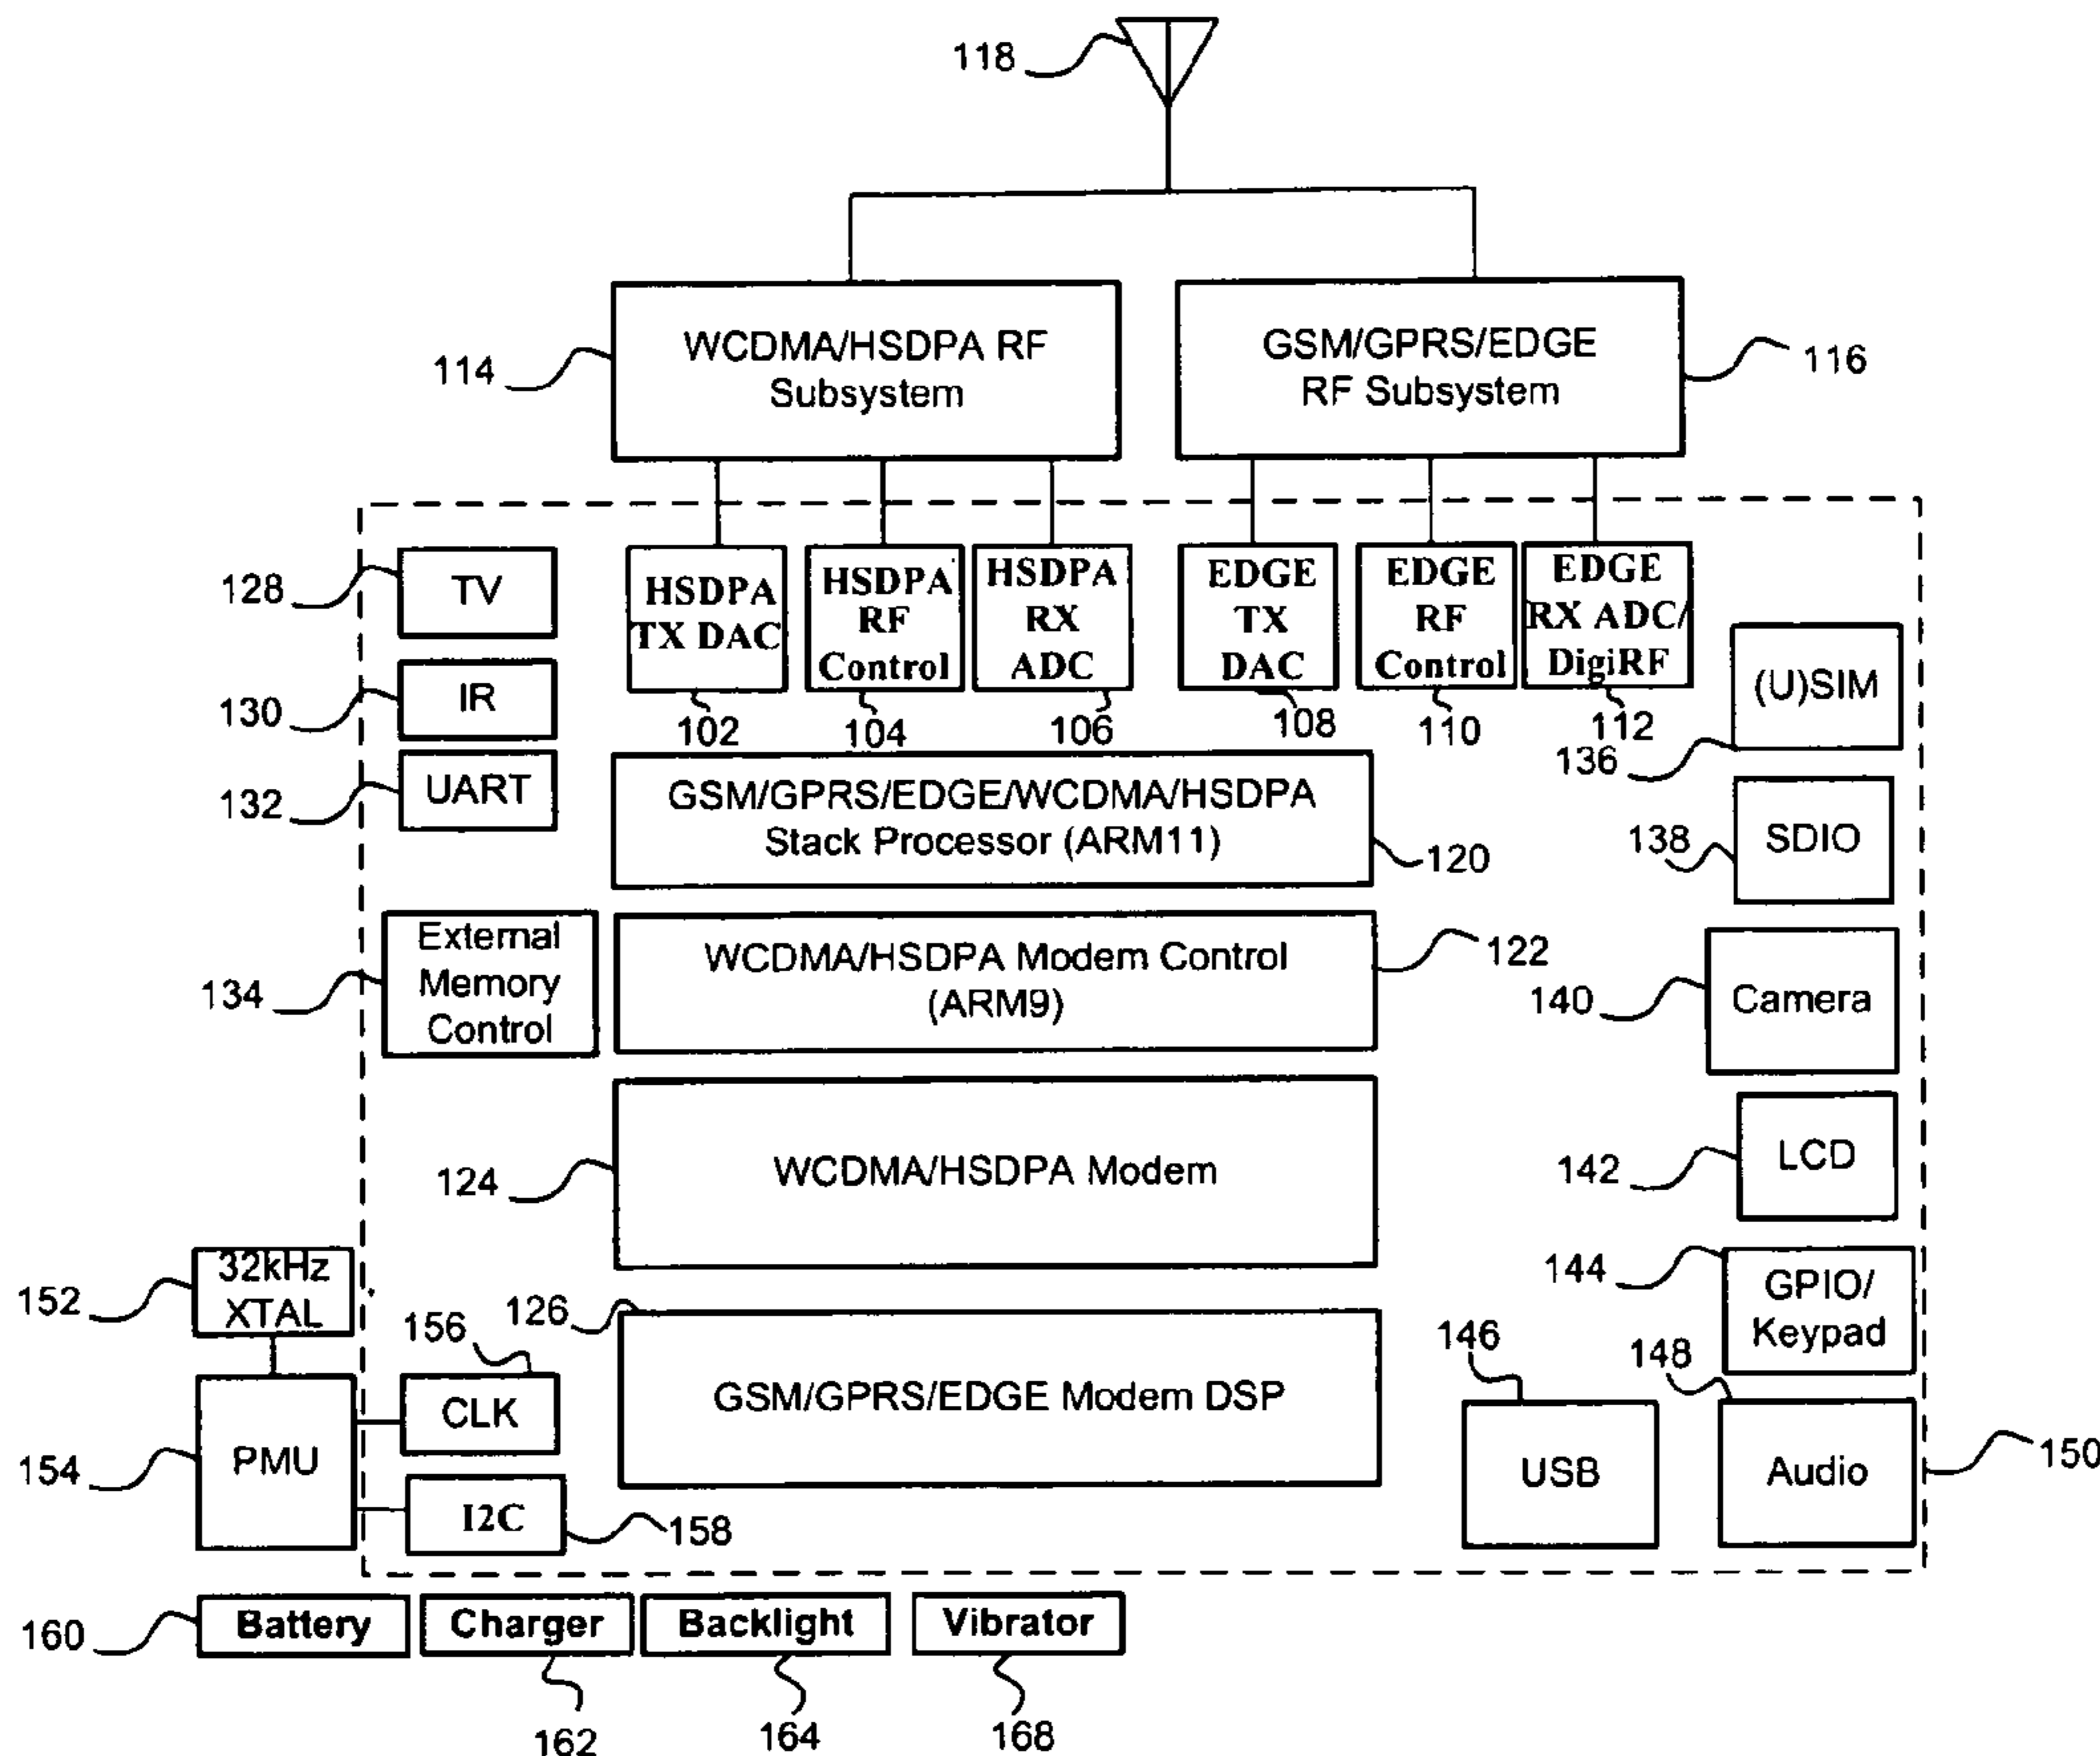 118
WCDMA/HSDPA RF
Subsystem
114
GSM/GPRS/EDGE
RF Subsystem
116
128
TV
HSDPA
TX DAC
HSDPA
RF
Control
HSDPA
RX
ADC
EDGE
TX
DAC
EDGE
RF
Control
EDGE
RX ADC/
DigiRF
130
IR
102
104
106
108
110
112
(U)SIM
136
132
UART
GSM/GPRS/EDGE/WCDMA/HSDPA
Stack Processor (ARM11)
120
138
SDIO
134
External
Memory
Control
WCDMA/HSDPA Modem Control
(ARM9)
122
140
Camera
124
WCDMA/HSDPA Modem
142
LCD
152
32kHz
XTAL
126
156
144
GPIO/
Keypad
154
PMU
CLK
GSM/GPRS/EDGE Modem DSP
146
USB
148
Audio
150
I2C
158
160
Battery
Charger
Backlight
Vibrator
162
164
168